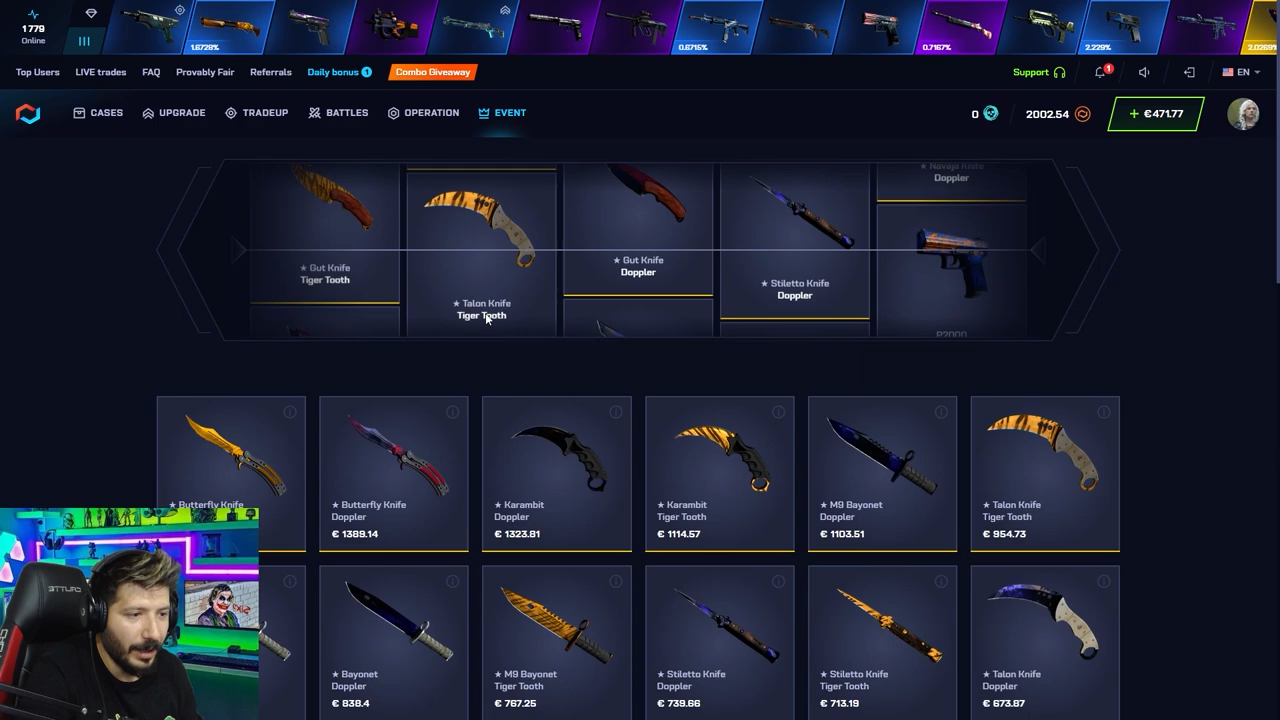 1779
Online
1.6728%
0.6715%
0.7167%
2.229%
2.0269%
Top Users
LIVE trades
FAQ
Provably Fair
Referrals
Daily bonus 1
Combo Giveaway
Support
1
EN
CASES
UPGRADE
TRADEUP
BATTLES
OPERATION
EVENT
0
2002.54
+ €471.77
★ Gut Knife
Tiger Tooth
★ Talon Knife
Tiger Tooth
★ Gut Knife
Doppler
★ Stiletto Knife
Doppler
★ Navaja Knife
Doppler
P2000
★ Butterfly Knife
★ Butterfly Knife
Doppler
€ 1389.14
★ Karambit
Doppler
€ 1323.81
★ Karambit
Tiger Tooth
€ 1114.57
★ M9 Bayonet
Doppler
€ 1103.51
★ Talon Knife
Tiger Tooth
€ 954.73
★ Bayonet
Doppler
€ 838.4
★ M9 Bayonet
Tiger Tooth
€ 767.25
★ Stiletto Knife
Doppler
€ 739.66
★ Stiletto Knife
Tiger Tooth
€ 713.19
★ Talon Knife
Doppler
€ 673.87